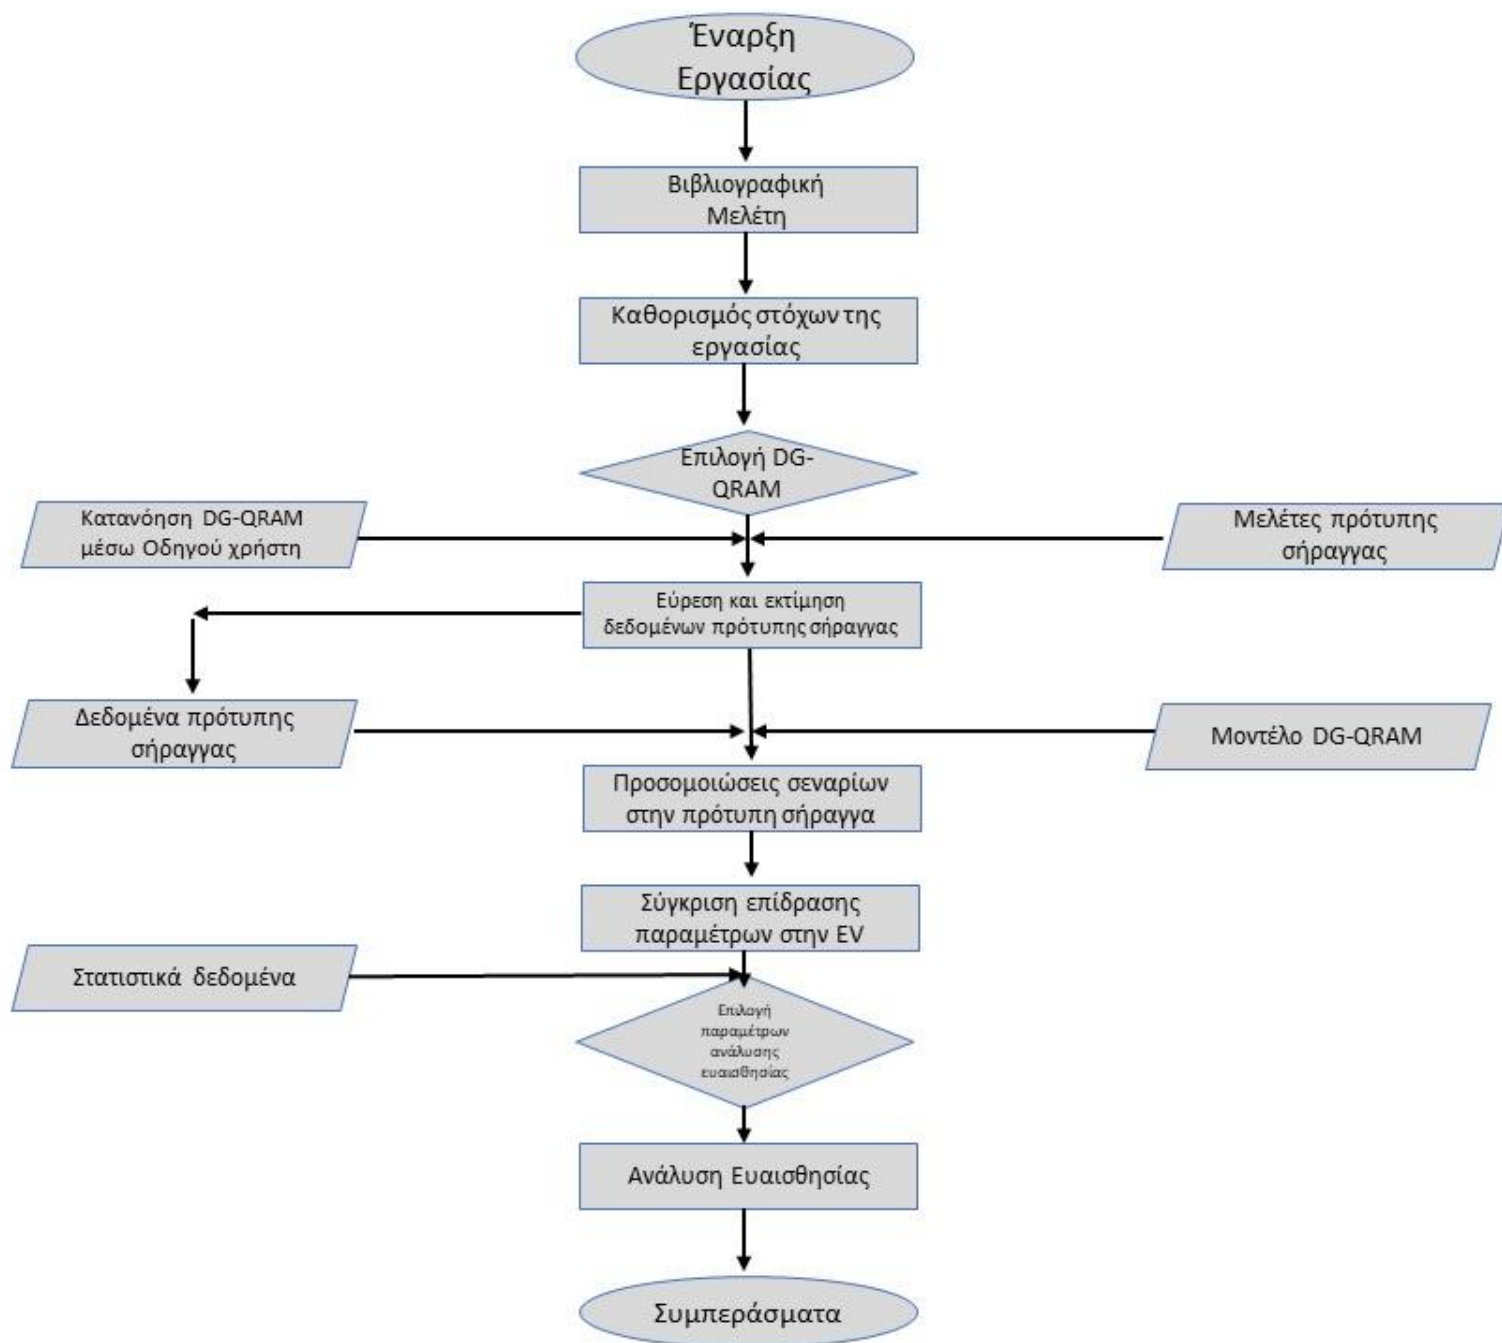 Έναρξη
Εργασίας
Βιβλιογραφική
Μελέτη
Καθορισμός στόχων της
εργασίας
Επιλογή DG-
QRAM
Κατανόηση DG-QRAM
μέσω Οδηγού χρήστη
Μελέτες πρότυπης
σήραγγας
Εύρεση και εκτίμηση
δεδομένων πρότυπης σήραγγας
Δεδομένα πρότυπης
σήραγγας
Μοντέλο DG-QRAM
Προσομοιώσεις σεναρίων
στην πρότυπη σήραγγα
Σύγκριση επίδρασης
παραμέτρων στην EV
Στατιστικά δεδομένα
Επιλογή
παραμέτρων
ανάλυσης
ευαισθησίας
Ανάλυση Ευαισθησίας
Συμπεράσματα